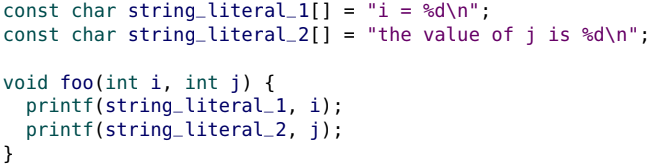 const char string_literal_1[] = "i = %d\n";
const char string_literal_2[] = "the value of j is %d\n";
void foo(int i, int j) {
  printf(string_literal_1, i);
  printf(string_literal_2, j);
}